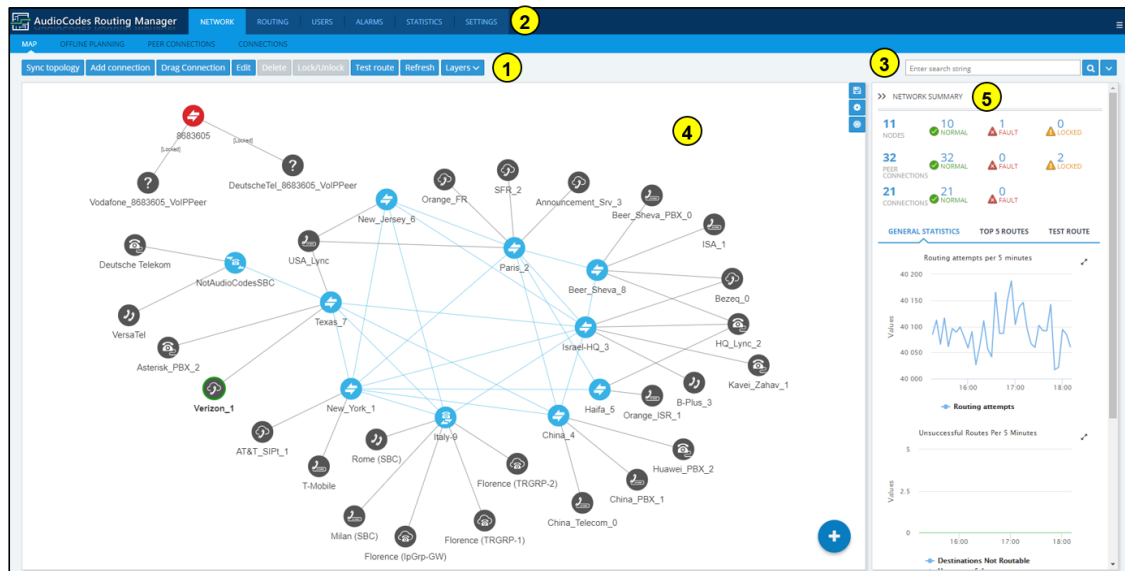 AudioCodes Routing Manager NETWORK ROUTING USERS ALARMS STATISTICS SETTINGS 2
MAP OFFLINE PLANNING PEER CONNECTIONS CONNECTIONS
Sync topology Add connection Drag Connection Edit Delete Lock/Unlock Test route Refresh Layers 1 3 Enter search string
4
8683605
[Locked]
[Locked]
?
Vodafone_8683605_VoIPPeer
?
DeutscheTel_8683605_VoIPPeer
Orange_FR
SFR_2
Announcement_Srv_3
New_Jersey_6
Beer_Sheva_PBX_0
ISA_1
USA_Lync
Deutsche Telekom
NotAudioCodesSBC
Paris_2
Beer_Sheva_8
Bezeq_0
VersaTel
Texas_7
Israel-HQ_3
HQ_Lync_2
Asterisk_PBX_2
Kavei_Zahav_1
Verizon_1
New_York_1
Haifa_5
B-Plus_3
Orange_ISR_1
AT&T_SIPt_1
Italy-9
China_4
Rome (SBC)
Huawei_PBX_2
T-Mobile
Florence (TRGRP-2)
China_PBX_1
China_Telecom_0
Milan (SBC)
Florence (TRGRP-1)
Florence (IpGrp-GW)
+
NETWORK SUMMARY 5
11 10 1 0
NODES NORMAL FAULT LOCKED
32 32 0 2
PEER CONNECTIONS NORMAL FAULT LOCKED
21 21 0
CONNECTIONS NORMAL FAULT
GENERAL STATISTICS TOP 5 ROUTES TEST ROUTE
Routing attempts per 5 minutes
40 200
40 150
40 100
40 050
40 000
Values
16:00 17:00 18:00
Routing attempts
Unsuccessful Routes Per 5 Minutes
5
2.5
0
Values
16:00 17:00 18:00
Destinations Not Routable